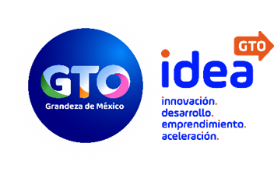 GTO
Grandeza de México
idea
GTO
innovación.
desarrollo.
emprendimiento.
aceleración.